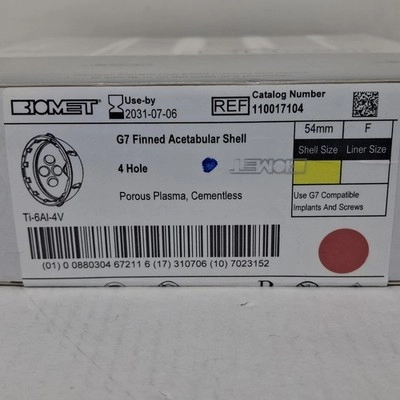 BIOMET
Use-by
2031-07-06
REF
Catalog Number
110017104
G7 Finned Acetabular Shell
4 Hole
BIOMET
Porous Plasma, Cementless
Ti-6Al-4V
54mm F
Shell Size Liner Size
Use G7 Compatible
Implants And Screws
(01) 0 0880304 67211 6 (17) 310706 (10) 7023152